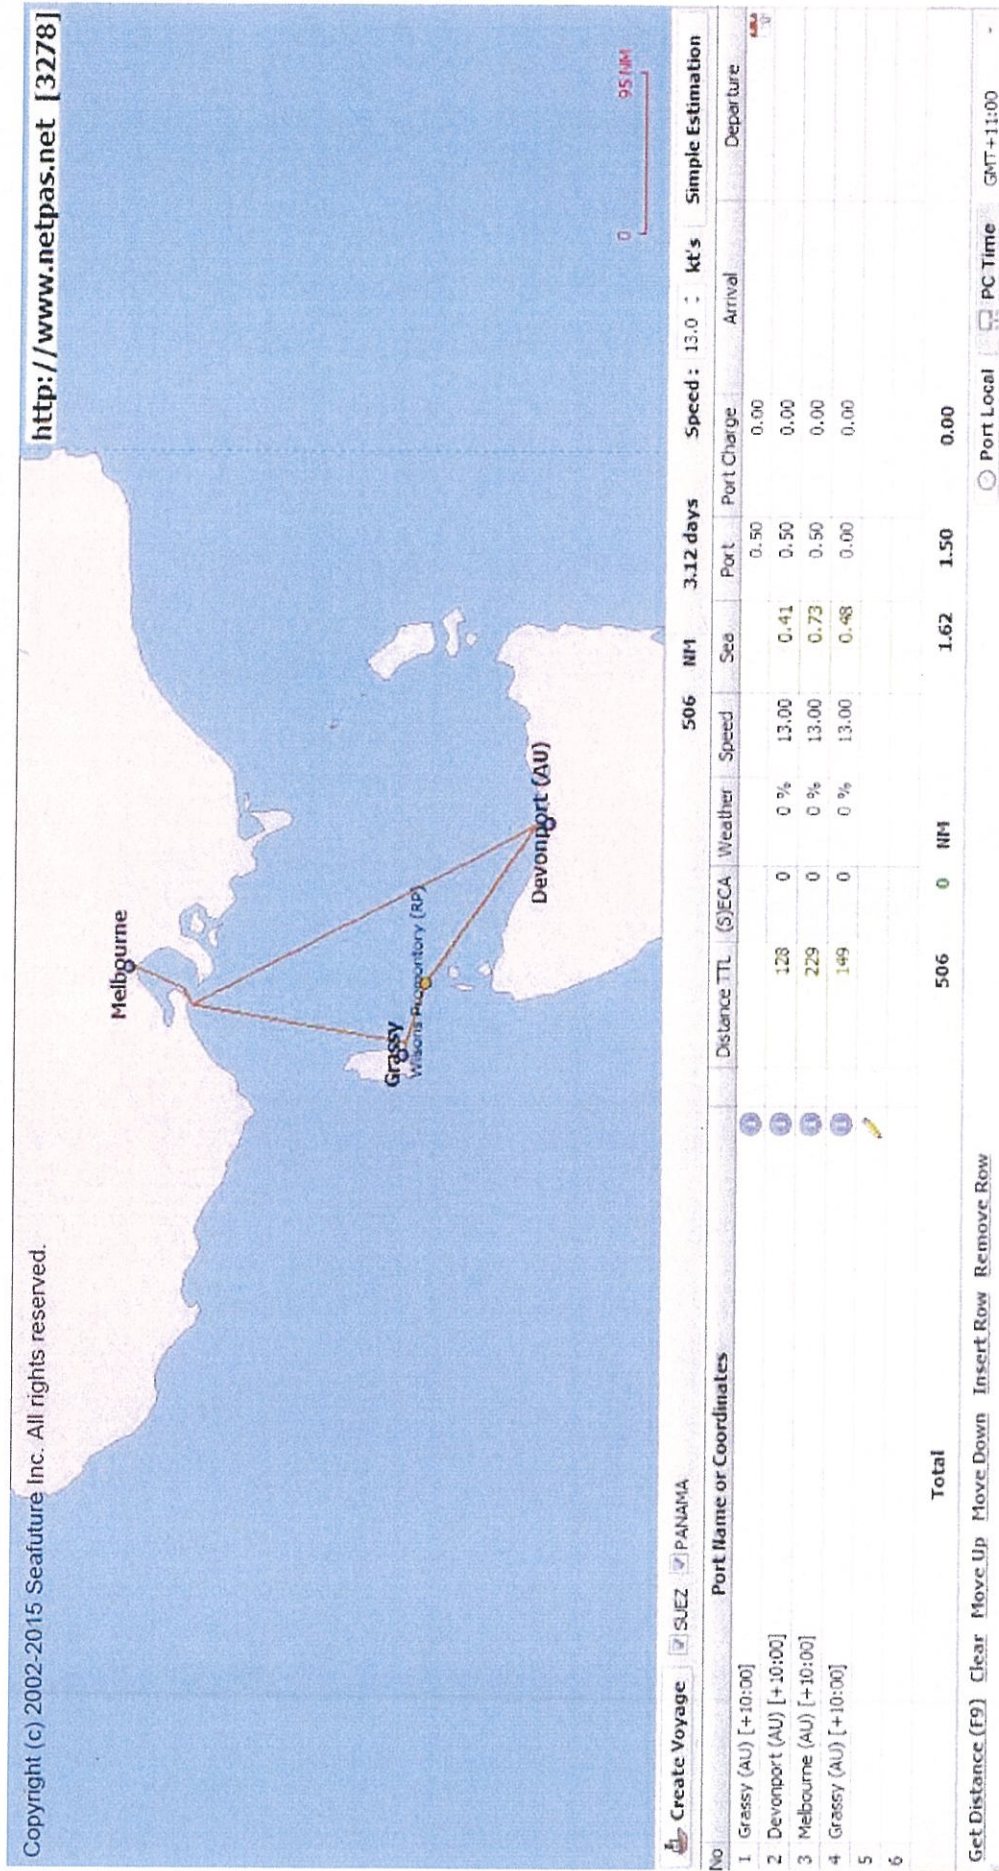 Copyright (c) 2002-2015 Seafuture Inc. All rights reserved.
http://www.netpas.net [3278]
Melbourne
Grassy
Wilsons Promontory (RP)
Devonport (AU)
0 95 NM
Create Voyage SUEZ PANAMA 506 NM 3.12 days Speed : 13.0 : kt's Simple Estimation
No Port Name or Coordinates Distance TTL (S)ECA Weather Speed Sea Port Port Charge Arrival Departure
1 Grassy (AU) [+10:00] 0.50 0.00
2 Devonport (AU) [+10:00] 128 0 0 % 13.00 0.41 0.50 0.00
3 Melbourne (AU) [+10:00] 229 0 0 % 13.00 0.73 0.50 0.00
4 Grassy (AU) [+10:00] 149 0 0 % 13.00 0.48 0.00 0.00
5
6
Total 506 0 NM 1.62 1.50 0.00
Get Distance (F9) Clear Move Up Move Down Insert Row Remove Row Port Local PC Time GMT+11:00 -